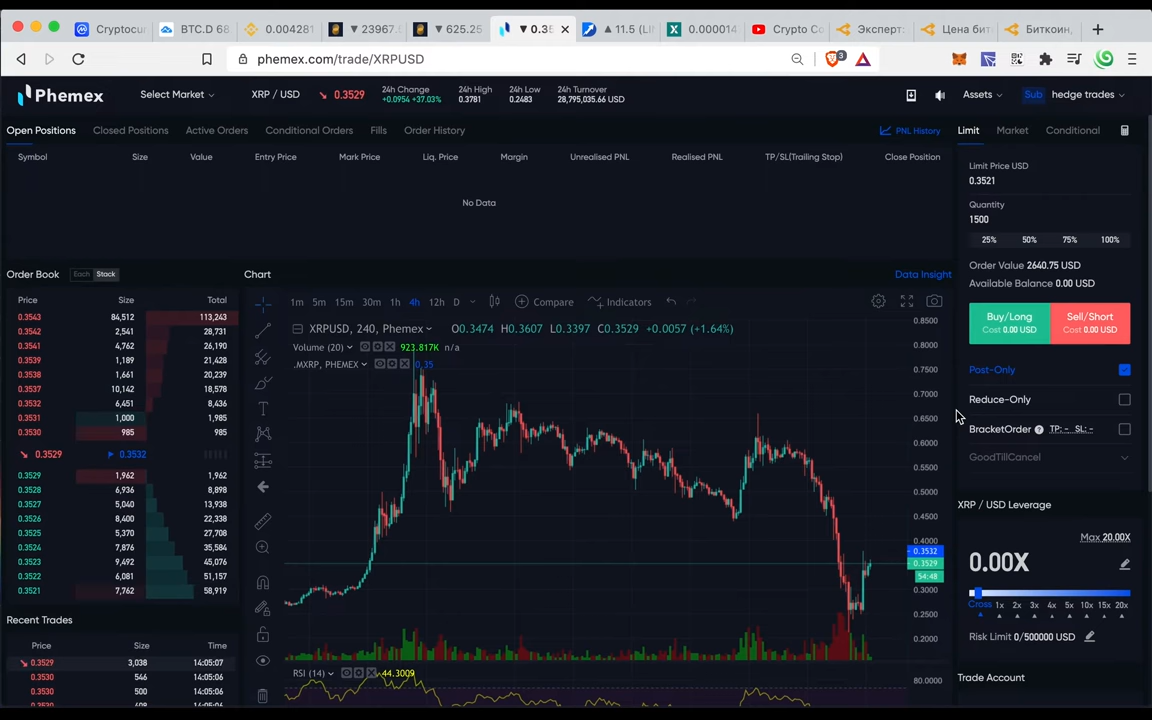 Cryptocu
BTC.D 68
0.004281
▼ 23967.
▼ 625.25
▼ 0.35
▲ 11.5 (LI
0.000014
Crypto Co
Эксперт:
Цена бит
Биткоин,
phemex.com/trade/XRPUSD
3
Phemex
Select Market
XRP / USD
0.3529
24h Change
+0.0954 +37.03%
24h High
0.3781
24h Low
0.2483
24h Turnover
28,795,035.66 USD
Assets
Sub
hedge trades
Open Positions
Closed Positions
Active Orders
Conditional Orders
Fills
Order History
PNL History
Symbol Size Value Entry Price Mark Price Liq. Price Margin Unrealised PNL Realised PNL TP/SL(Trailing Stop) Close Position
No Data
Order Book Each Stack
Price Size Total
0.3543 84,512 113,243
0.3542 2,541 28,731
0.3541 4,762 26,190
0.3539 1,189 21,428
0.3538 1,661 20,239
0.3537 10,142 18,578
0.3532 6,451 8,436
0.3531 1,000 1,985
0.3530 985 985
0.3529 0.3532
0.3529 1,962 1,962
0.3528 6,936 8,898
0.3527 5,040 13,938
0.3526 8,400 22,338
0.3525 5,370 27,708
0.3524 7,876 35,584
0.3523 9,492 45,076
0.3522 6,081 51,157
0.3521 7,762 58,919
Recent Trades
Price Size Time
0.3529 3,038 14:05:07
0.3530 546 14:05:06
0.3530 500 14:05:06
Chart
Data Insight
1m 5m 15m 30m 1h 4h 12h D
Compare
Indicators
XRPUSD, 240, Phemex
O0.3474 H0.3607 L0.3397 C0.3529 +0.0057 (+1.64%)
Volume (20) 923.817K n/a
.MXRP, PHEMEX 0.35
0.8500
0.8000
0.7500
0.7000
0.6500
0.6000
0.5500
0.5000
0.4500
0.4000
0.3532
0.3529
54:48
0.3000
0.2500
0.2000
RSI (14) 44.3009
80.0000
Limit
Market
Conditional
Limit Price USD
0.3521
Quantity
1500
25% 50% 75% 100%
Order Value 2640.75 USD
Available Balance 0.00 USD
Buy/Long
Cost 0.00 USD
Sell/Short
Cost 0.00 USD
Post-Only
Reduce-Only
BracketOrder ? TP: - SL: -
GoodTillCancel
XRP / USD Leverage
Max 20.00X
0.00X
Cross 1x 2x 3x 4x 5x 10x 15x 20x
Risk Limit 0/500000 USD
Trade Account